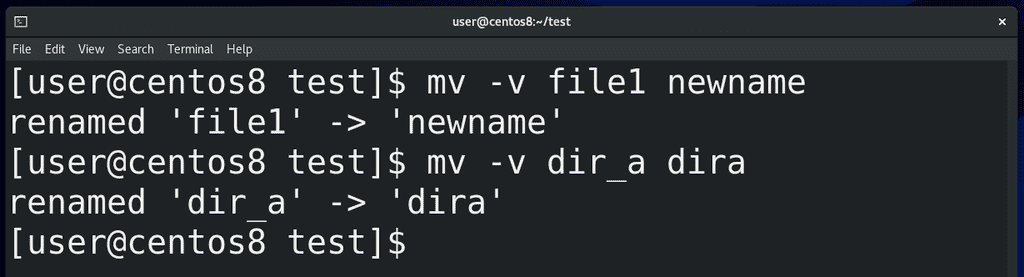 user@centos8:~/test
File Edit View Search Terminal Help
[user@centos8 test]$ mv -v file1 newname
renamed 'file1' -> 'newname'
[user@centos8 test]$ mv -v dir_a dira
renamed 'dir_a' -> 'dira'
[user@centos8 test]$